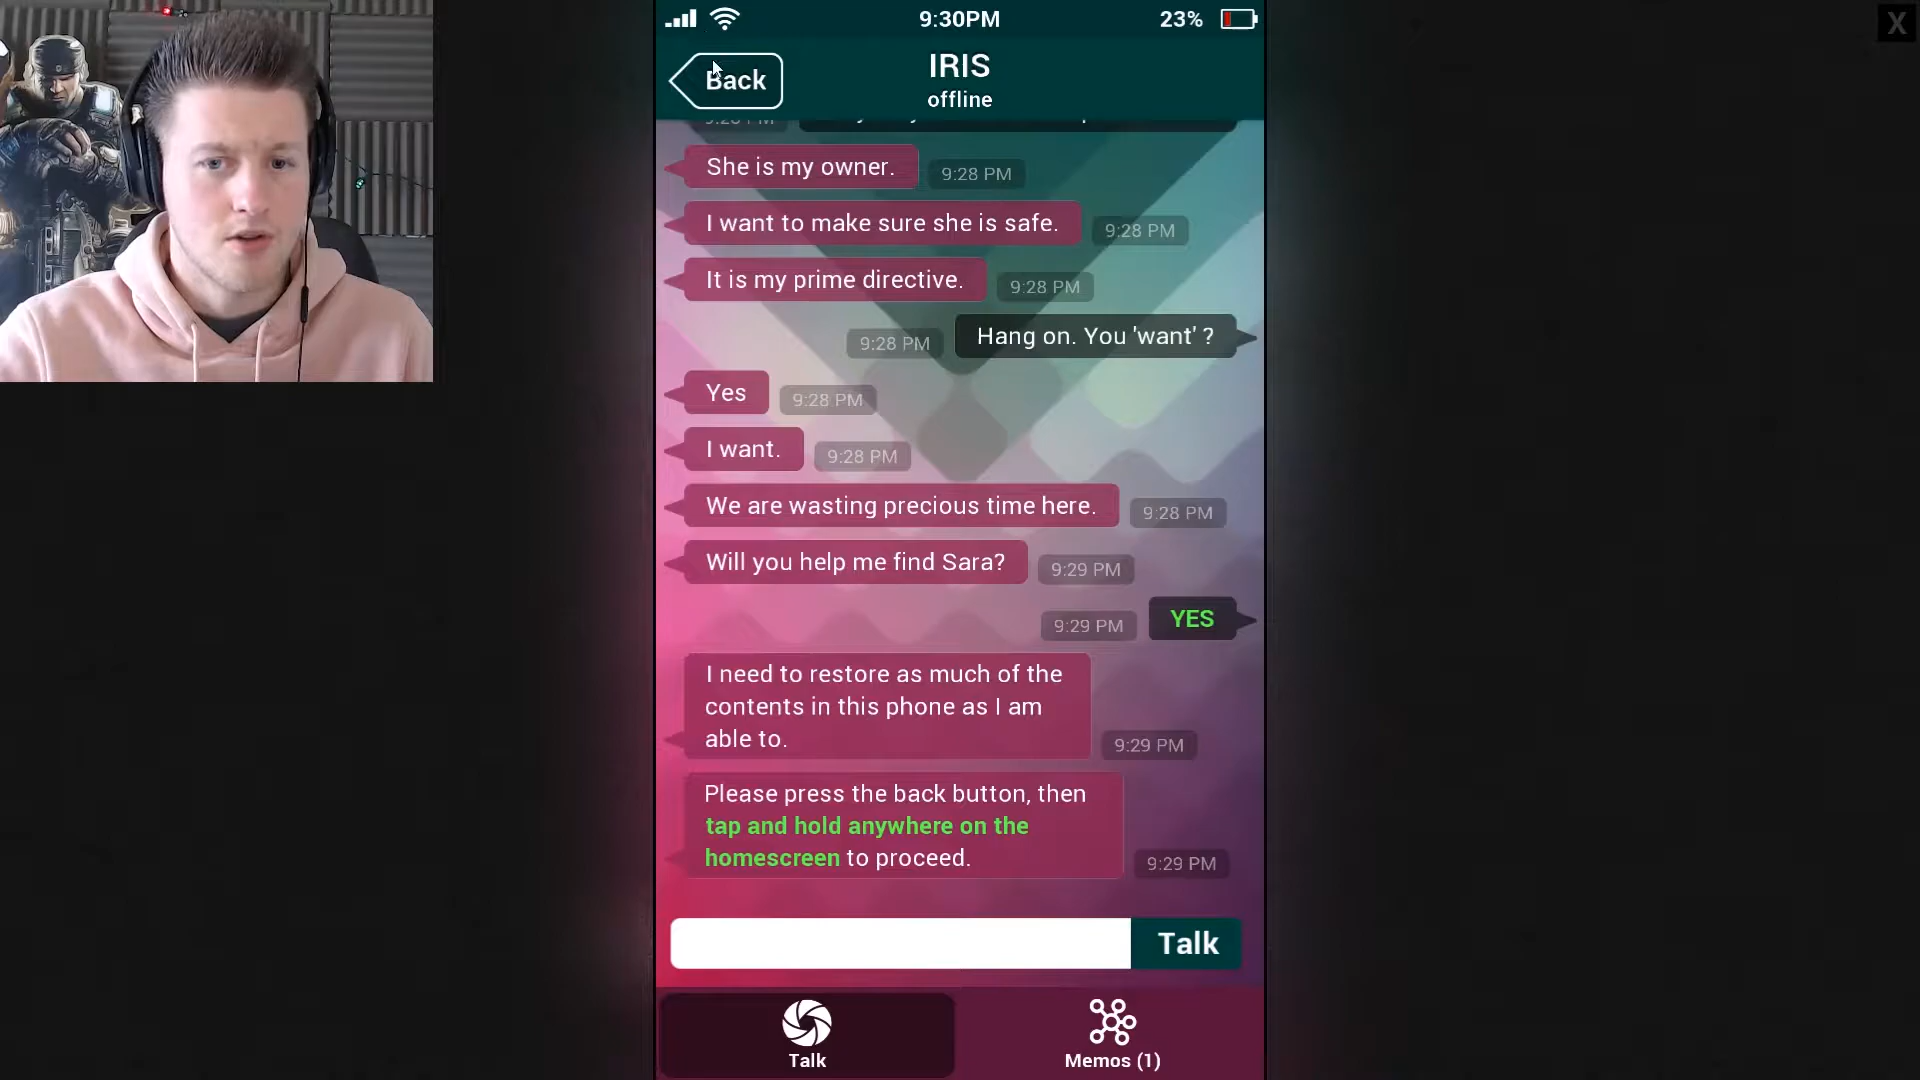 9:30PM
23%
X
Back
IRIS
offline
She is my owner.
9:28 PM
I want to make sure she is safe.
9:28 PM
It is my prime directive.
9:28 PM
9:28 PM
Hang on. You 'want' ?
Yes
9:28 PM
I want.
9:28 PM
We are wasting precious time here.
9:28 PM
Will you help me find Sara?
9:29 PM
9:29 PM
YES
I need to restore as much of the
contents in this phone as I am
able to.
9:29 PM
Please press the back button, then
tap and hold anywhere on the
homescreen to proceed.
9:29 PM
Talk
Talk
Memos (1)